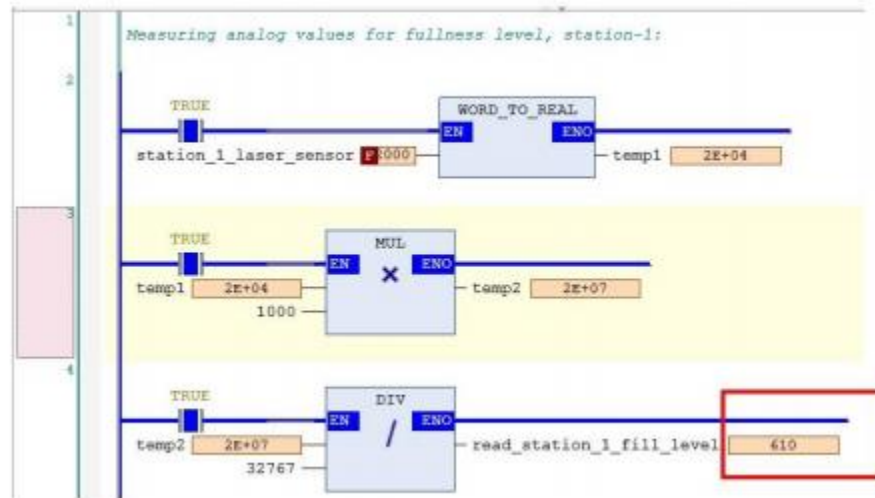 1
Measuring analog values for fullness level, station-1:
2
TRUE
WORD_TO_REAL
EN ENO
station_1_laser_sensor F 2000 temp1 2E+04
3
TRUE
MUL
EN ENO
×
temp1 2E+04 temp2 2E+07
1000
4
TRUE
DIV
EN ENO
/
temp2 2E+07 read_station_1_fill_level 610
32767